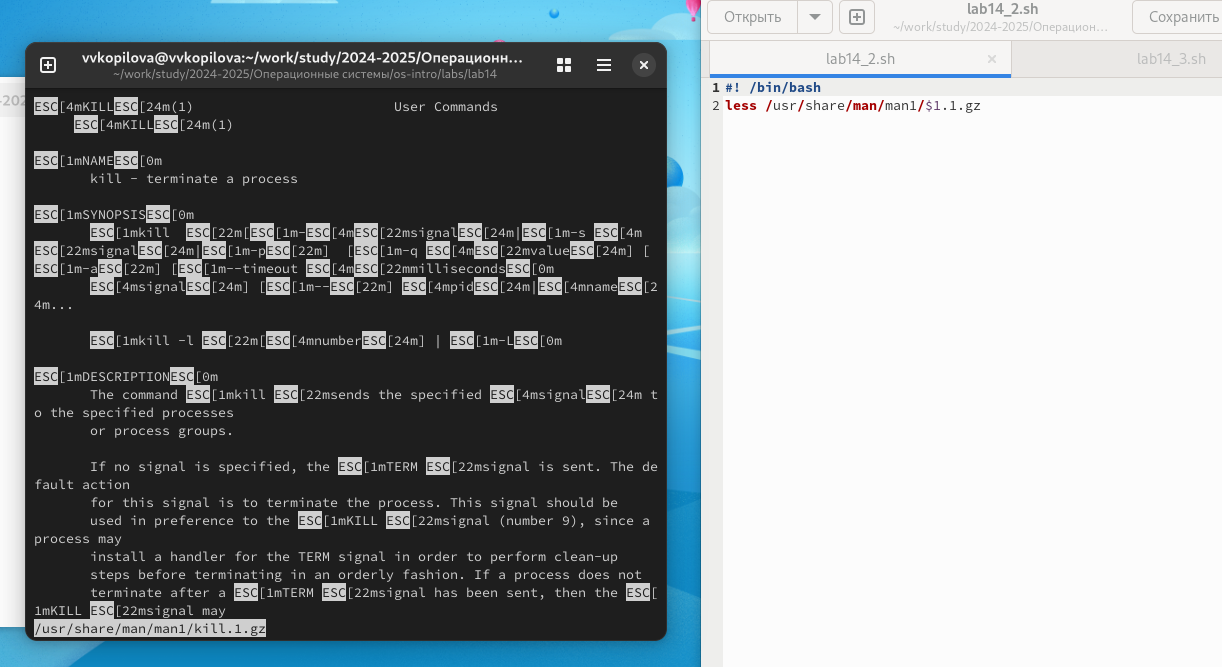 vvkopilova@vvkopilova:~/work/study/2024-2025/Операционн...
~/work/study/2024-2025/Операционные системы/os-intro/labs/lab14
-202
ESC[4mKILLESC[24m(1)                         User Commands
     ESC[4mKILLESC[24m(1)
ESC[1mNAMEESC[0m
       kill - terminate a process
ESC[1mSYNOPSISESC[0m
       ESC[1mkill  ESC[22m[ESC[1m-ESC[4mESC[22msignalESC[24m|ESC[1m-s ESC[4m
ESC[22msignalESC[24m|ESC[1m-pESC[22m]  [ESC[1m-q ESC[4mESC[22mvalueESC[24m] [
ESC[1m-aESC[22m] [ESC[1m--timeout ESC[4mESC[22mmillisecondsESC[0m
       ESC[4msignalESC[24m] [ESC[1m--ESC[22m] ESC[4mpidESC[24m|ESC[4mnameESC[2
4m...
       ESC[1mkill -l ESC[22m[ESC[4mnumberESC[24m] | ESC[1m-LESC[0m
ESC[1mDESCRIPTIONESC[0m
       The command ESC[1mkill ESC[22msends the specified ESC[4msignalESC[24m t
o the specified processes
       or process groups.
       If no signal is specified, the ESC[1mTERM ESC[22msignal is sent. The de
fault action
       for this signal is to terminate the process. This signal should be
       used in preference to the ESC[1mKILL ESC[22msignal (number 9), since a
process may
       install a handler for the TERM signal in order to perform clean-up
       steps before terminating in an orderly fashion. If a process does not
       terminate after a ESC[1mTERM ESC[22msignal has been sent, then the ESC[
1mKILL ESC[22msignal may
/usr/share/man/man1/kill.1.gz
Открыть
lab14_2.sh
~/work/study/2024-2025/Операцион...
Сохранить
lab14_2.sh
lab14_3.sh
1 #! /bin/bash
2 less /usr/share/man/man1/$1.1.gz